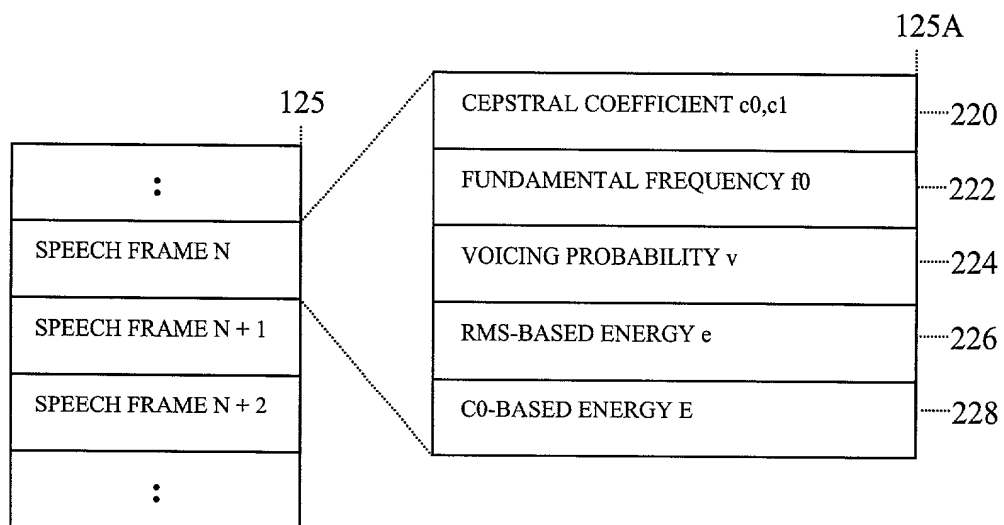 125A
125
CEPSTRAL COEFFICIENT c0,c1
220
FUNDAMENTAL FREQUENCY f0
222
SPEECH FRAME N
VOICING PROBABILITY v
224
SPEECH FRAME N + 1
RMS-BASED ENERGY e
226
SPEECH FRAME N + 2
C0-BASED ENERGY E
228